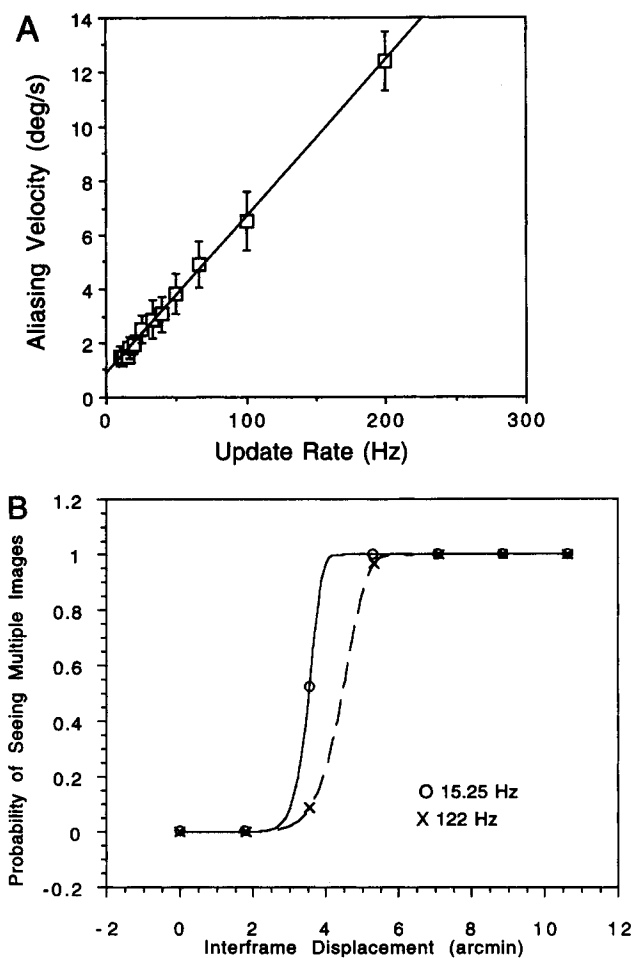 A
14
12
10
8
6
4
2
0
Aliasing Velocity (deg/s)
0 100 200 300
Update Rate (Hz)
B
1.2
1
0.8
0.6
0.4
0.2
0
-0.2
Probability of Seeing Multiple Images
O 15.25 Hz
X 122 Hz
-2 0 2 4 6 8 10 12
Interframe Displacement (arcmin)